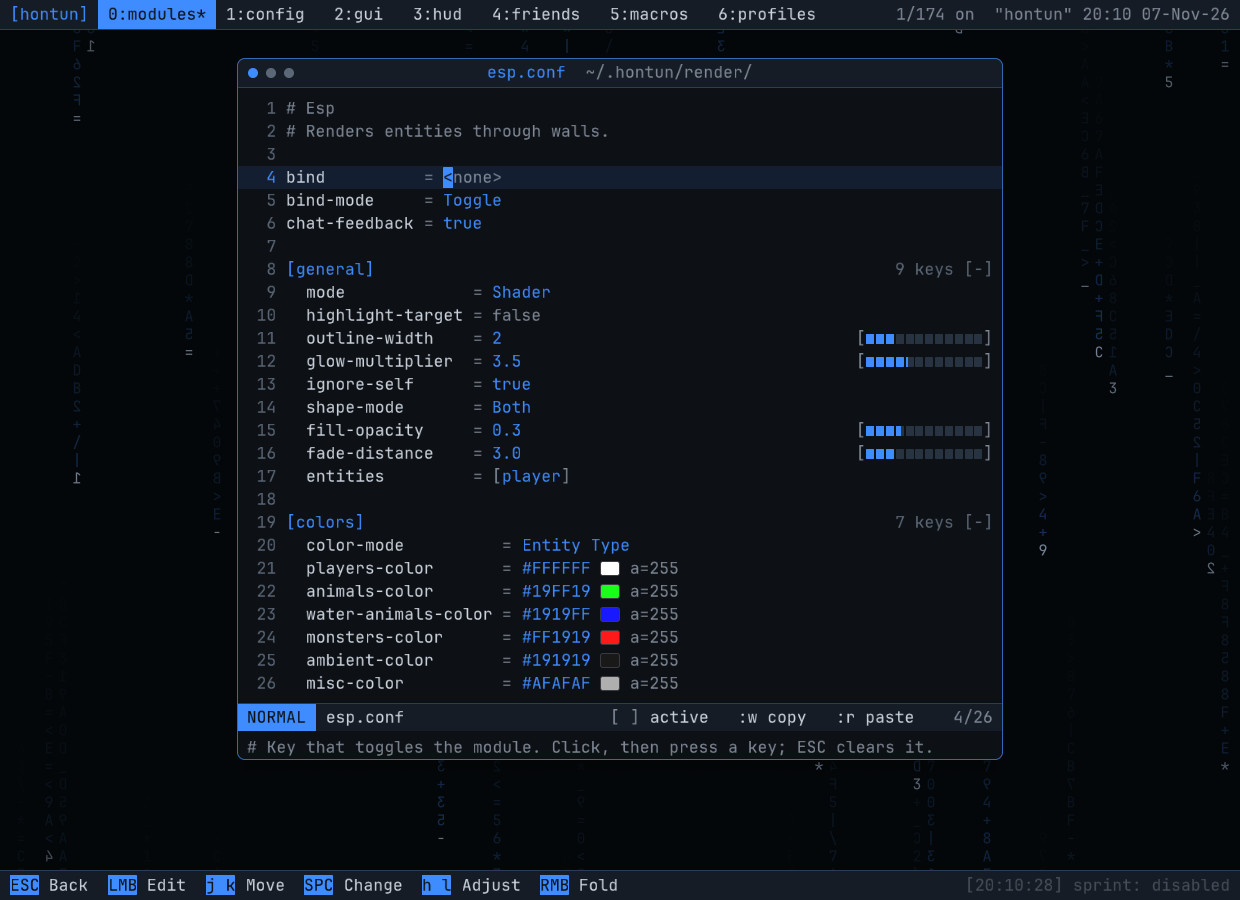 [hontun] 0:modules* 1:config 2:gui 3:hud 4:friends 5:macros 6:profiles 1/174 on "hontun" 20:10 07-Nov-26
esp.conf ~/.hontun/render/
1 # Esp
2 # Renders entities through walls.
3
4 bind = <none>
5 bind-mode = Toggle
6 chat-feedback = true
7
8 [general] 9 keys [-]
9 mode = Shader
10 highlight-target = false
11 outline-width = 2 [ ]
12 glow-multiplier = 3.5 [ ]
13 ignore-self = true
14 shape-mode = Both
15 fill-opacity = 0.3 [ ]
16 fade-distance = 3.0 [ ]
17 entities = [player]
18
19 [colors] 7 keys [-]
20 color-mode = Entity Type
21 players-color = #FFFFFF a=255
22 animals-color = #19FF19 a=255
23 water-animals-color = #1919FF a=255
24 monsters-color = #FF1919 a=255
25 ambient-color = #191919 a=255
26 misc-color = #AFAFAF a=255
NORMAL esp.conf [ ] active :w copy :r paste 4/26
# Key that toggles the module. Click, then press a key; ESC clears it.
ESC Back LMB Edit j k Move SPC Change h l Adjust RMB Fold [20:10:28] sprint: disabled